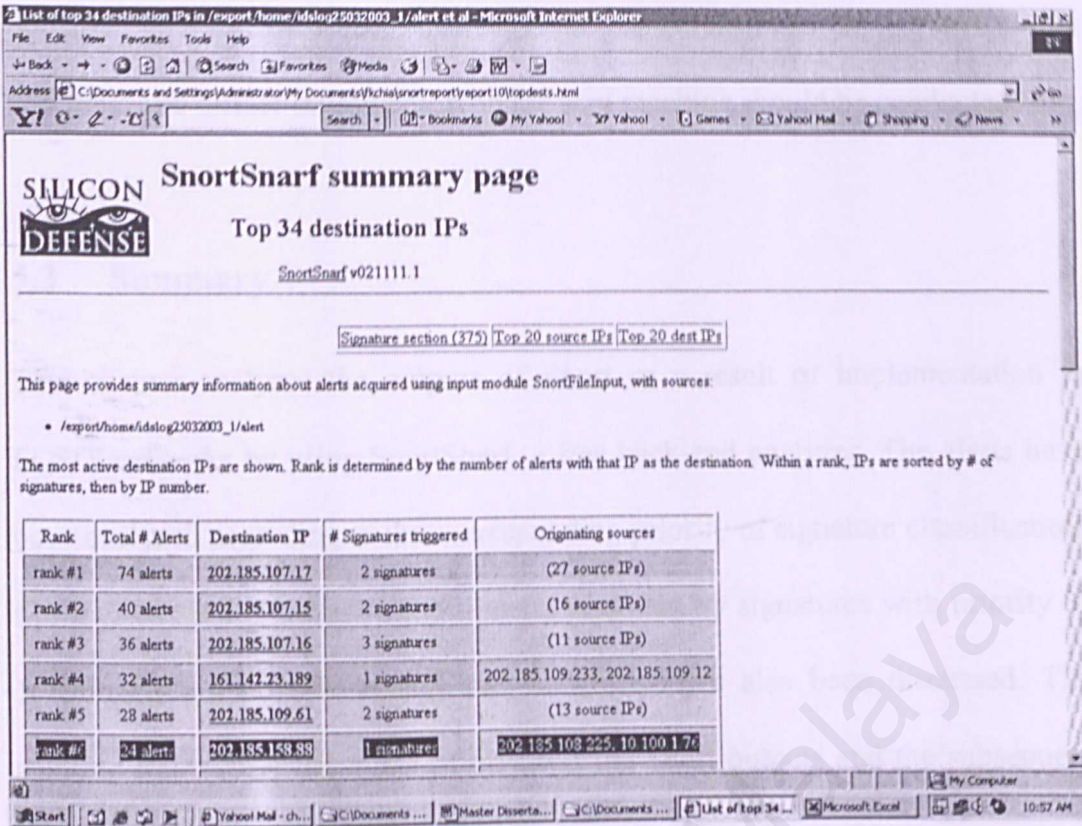 List of top 34 destination IPs in /export/home/idslog25032003_1/alert et al - Microsoft Internet Explorer
File Edit View Favorites Tools Help
Back Search Favorites Media
Address C:\Documents and Settings\Administrator\My Documents\Ykchia\snortreport\report10\topdests.html Go
Y! Search Bookmarks My Yahoo! Yahoo! Games Yahoo! Mail Shopping News
SILICON DEFENSE
SnortSnarf summary page
Top 34 destination IPs
SnortSnarf v021111.1
Signature section (375) Top 20 source IPs Top 20 dest IPs
This page provides summary information about alerts acquired using input module SnortFileInput, with sources:
• /export/home/idslog25032003_1/alert
The most active destination IPs are shown. Rank is determined by the number of alerts with that IP as the destination. Within a rank, IPs are sorted by # of
signatures, then by IP number.
Rank Total # Alerts Destination IP # Signatures triggered Originating sources
rank #1 74 alerts 202.185.107.17 2 signatures (27 source IPs)
rank #2 40 alerts 202.185.107.15 2 signatures (16 source IPs)
rank #3 36 alerts 202.185.107.16 3 signatures (11 source IPs)
rank #4 32 alerts 161.142.23.189 1 signatures 202.185.109.233, 202.185.109.12
rank #5 28 alerts 202.185.109.61 2 signatures (13 source IPs)
rank #6 24 alerts 202.185.158.88 1 signatures 202.185.108.225, 10.100.1.76
My Computer
Start Yahoo! Mail - ch... C:\Documents ... Master Disserta... C:\Documents ... List of top 34 ... Microsoft Excel 10:57 AM